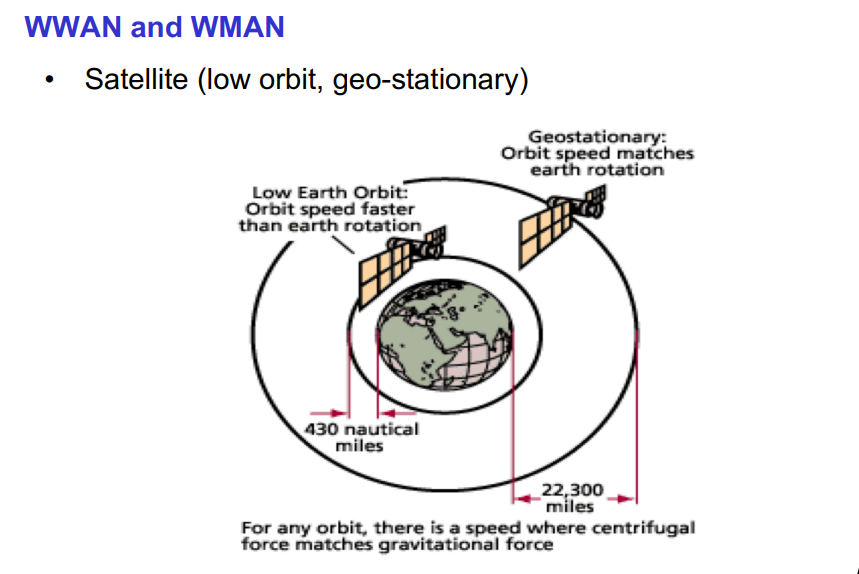 WWAN and WMAN
• Satellite (low orbit, geo-stationary)
Geostationary:
Orbit speed matches
earth rotation
Low Earth Orbit:
Orbit speed faster
than earth rotation
430 nautical
miles
22,300
miles
For any orbit, there is a speed where centrifugal
force matches gravitational force